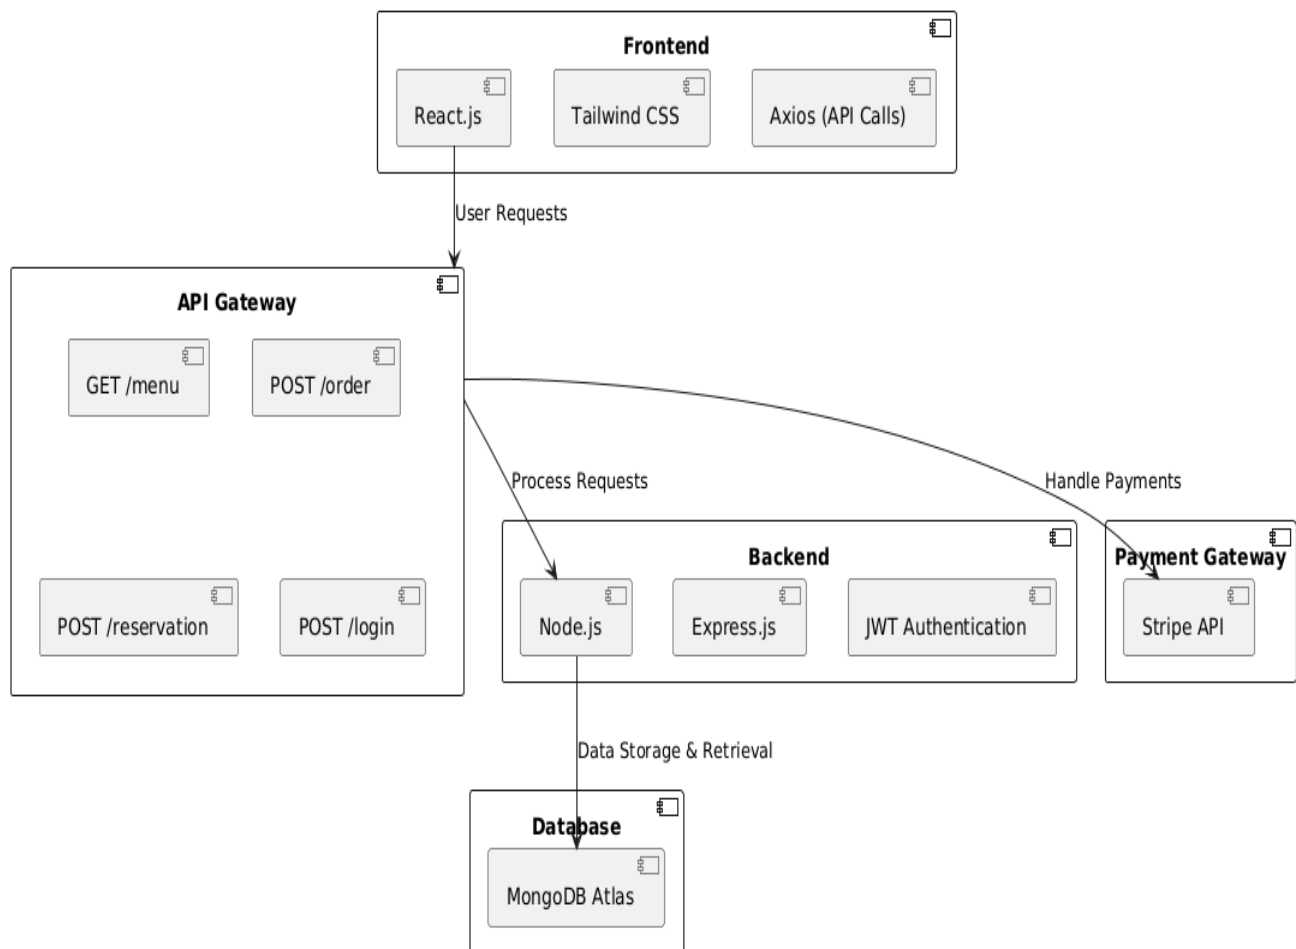 Frontend
React.js
Tailwind CSS
Axios (API Calls)
User Requests
API Gateway
GET /menu
POST /order
POST /reservation
POST /login
Process Requests
Handle Payments
Backend
Node.js
Express.js
JWT Authentication
Payment Gateway
Stripe API
Data Storage & Retrieval
Database
MongoDB Atlas